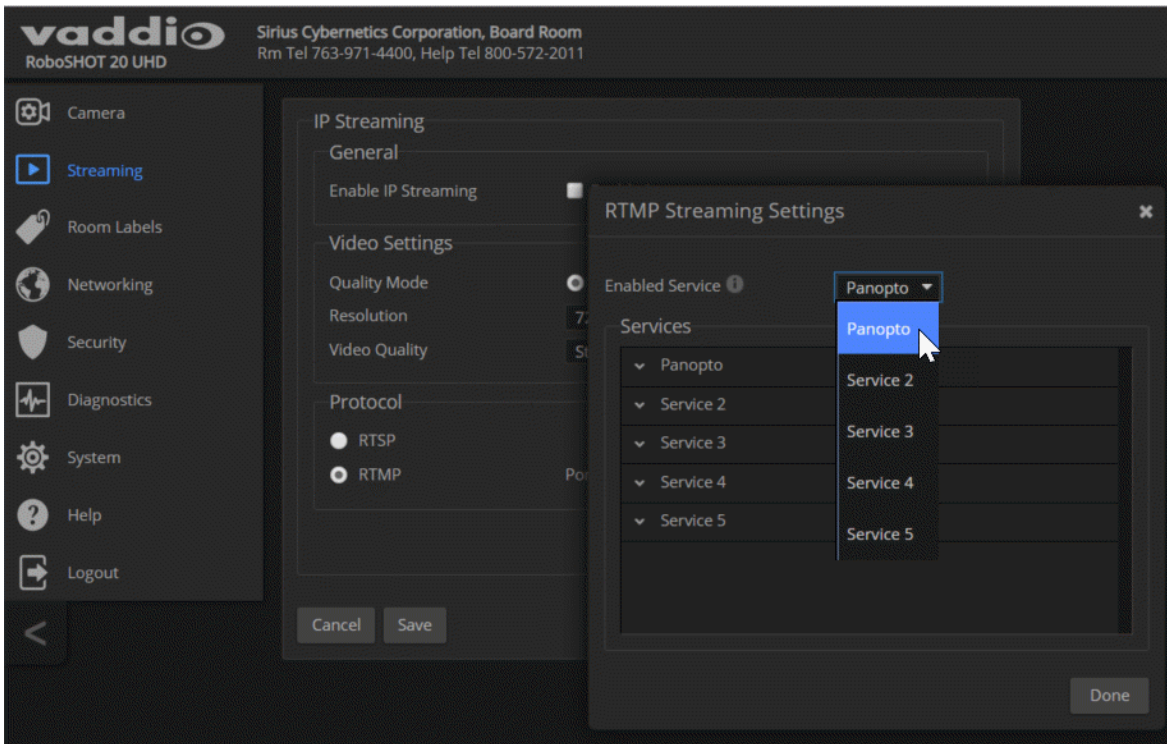 vaddio
RoboSHOT 20 UHD
Sirius Cybernetics Corporation, Board Room
Rm Tel 763-971-4400, Help Tel 800-572-2011
Camera
Streaming
Room Labels
Networking
Security
Diagnostics
System
Help
Logout
<
IP Streaming
General
Enable IP Streaming
Video Settings
Quality Mode
Resolution
Video Quality
Protocol
RTSP
RTMP
Cancel
Save
RTMP Streaming Settings
Enabled Service
Panopto
Panopto
Service 2
Service 3
Service 4
Service 5
Services
Panopto
Service 2
Service 3
Service 4
Service 5
Done